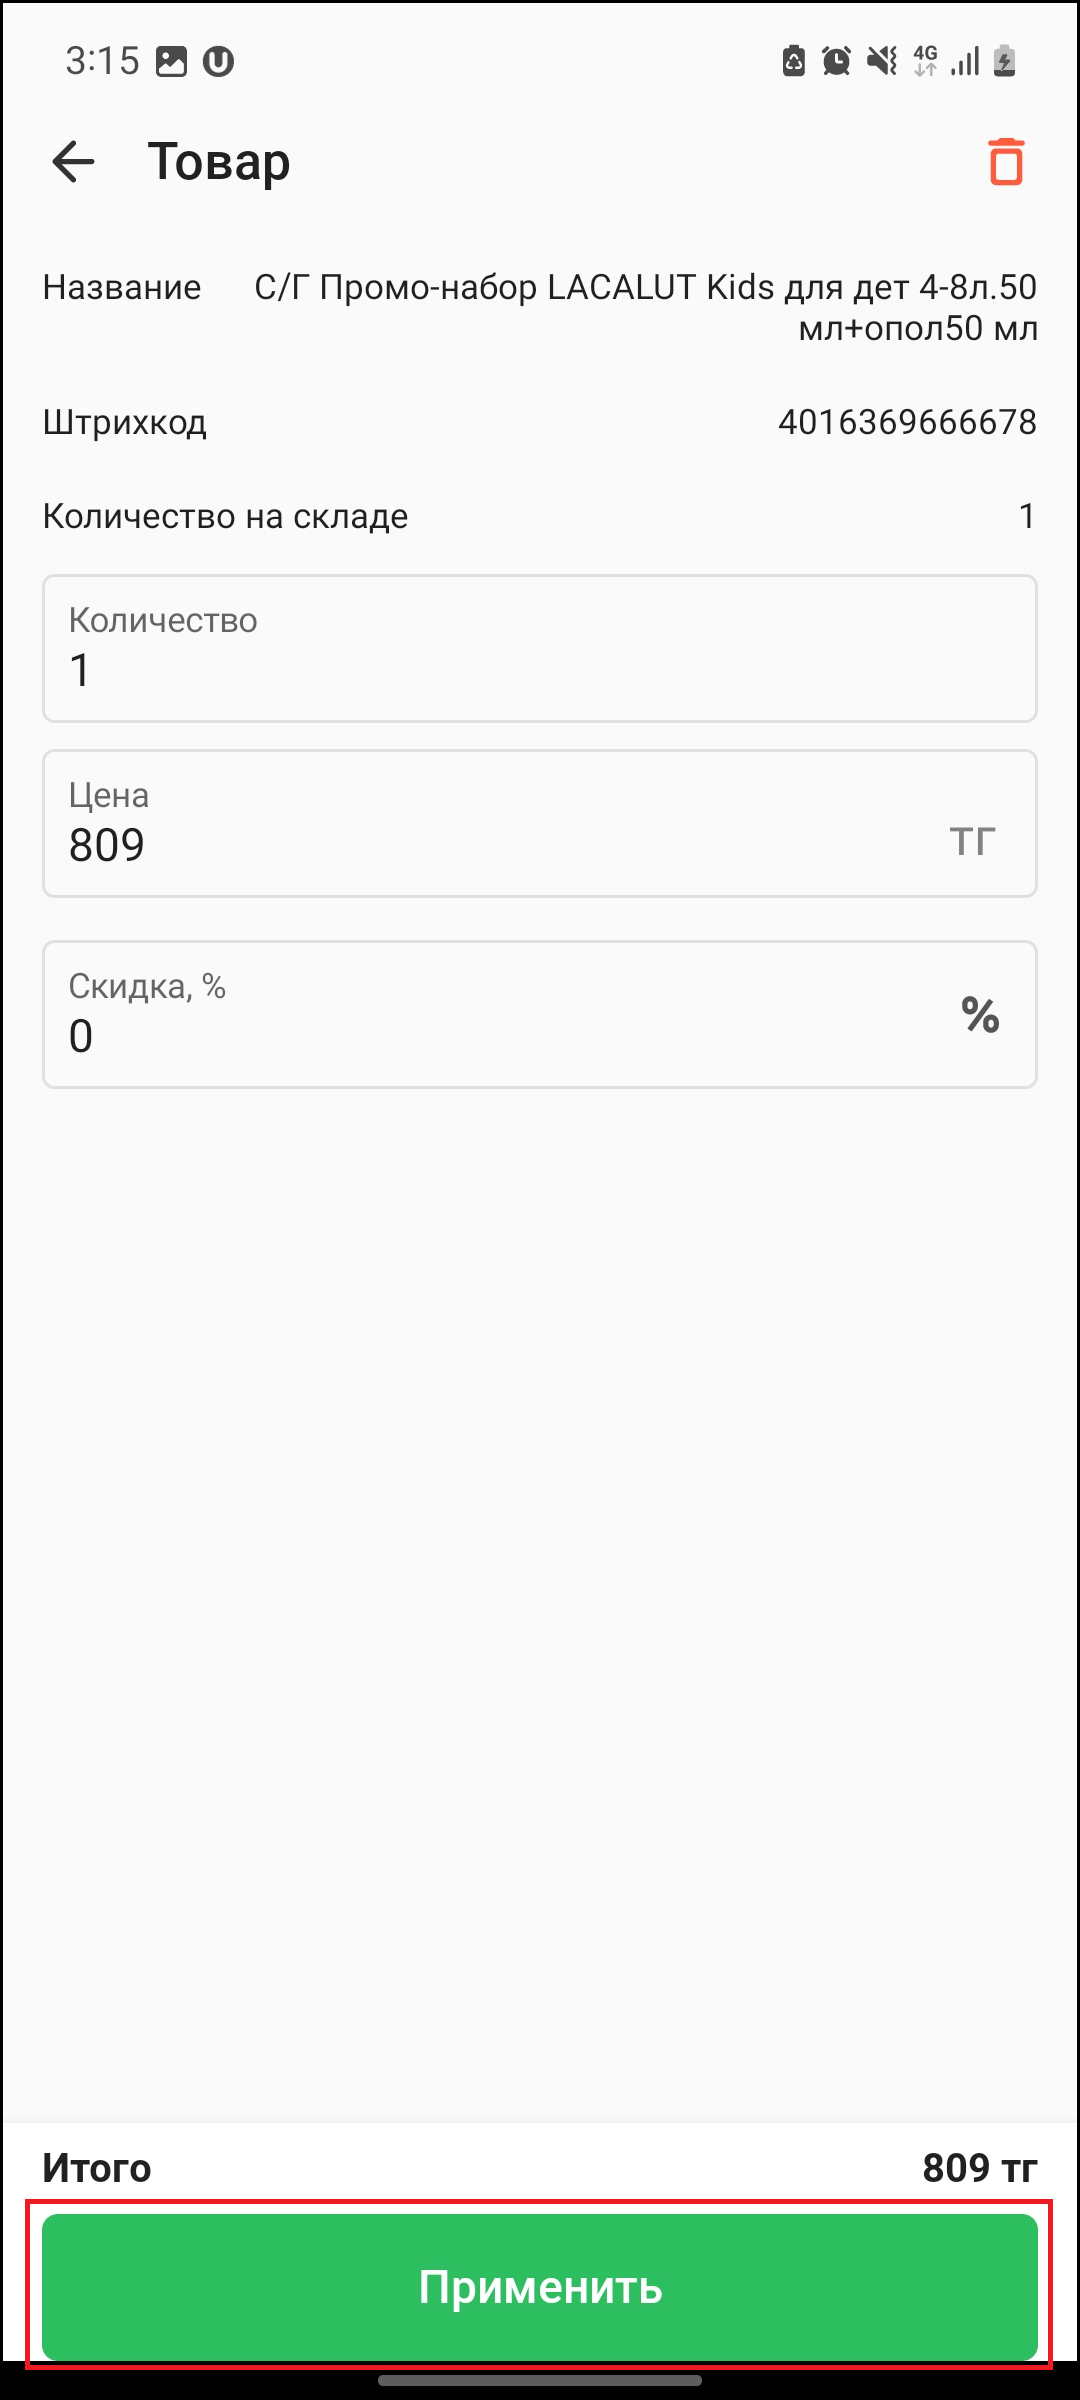 3:15
4G
Товар
Название С/Г Промо-набор LACALUT Kids для дет 4-8л.50
мл+опол50 мл
Штрихкод 4016369666678
Количество на складе 1
Количество
1
Цена
809 ТГ
Скидка, %
0 %
Итого 809 тг
Применить